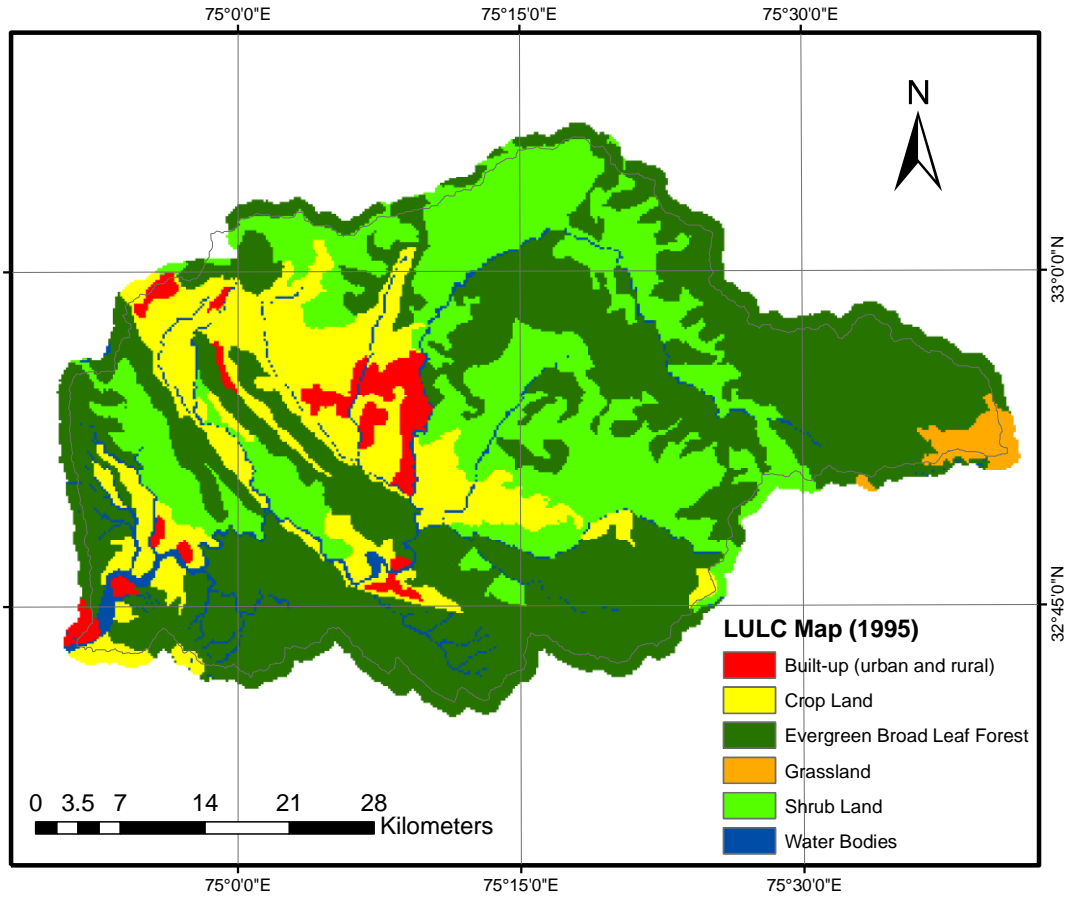 75°0'0"E 75°15'0"E 75°30'0"E
N
33°0'0"N
32°45'0"N
LULC Map (1995)
Built-up (urban and rural)
Crop Land
Evergreen Broad Leaf Forest
Grassland
Shrub Land
Water Bodies
0 3.5 7 14 21 28
Kilometers
75°0'0"E 75°15'0"E 75°30'0"E